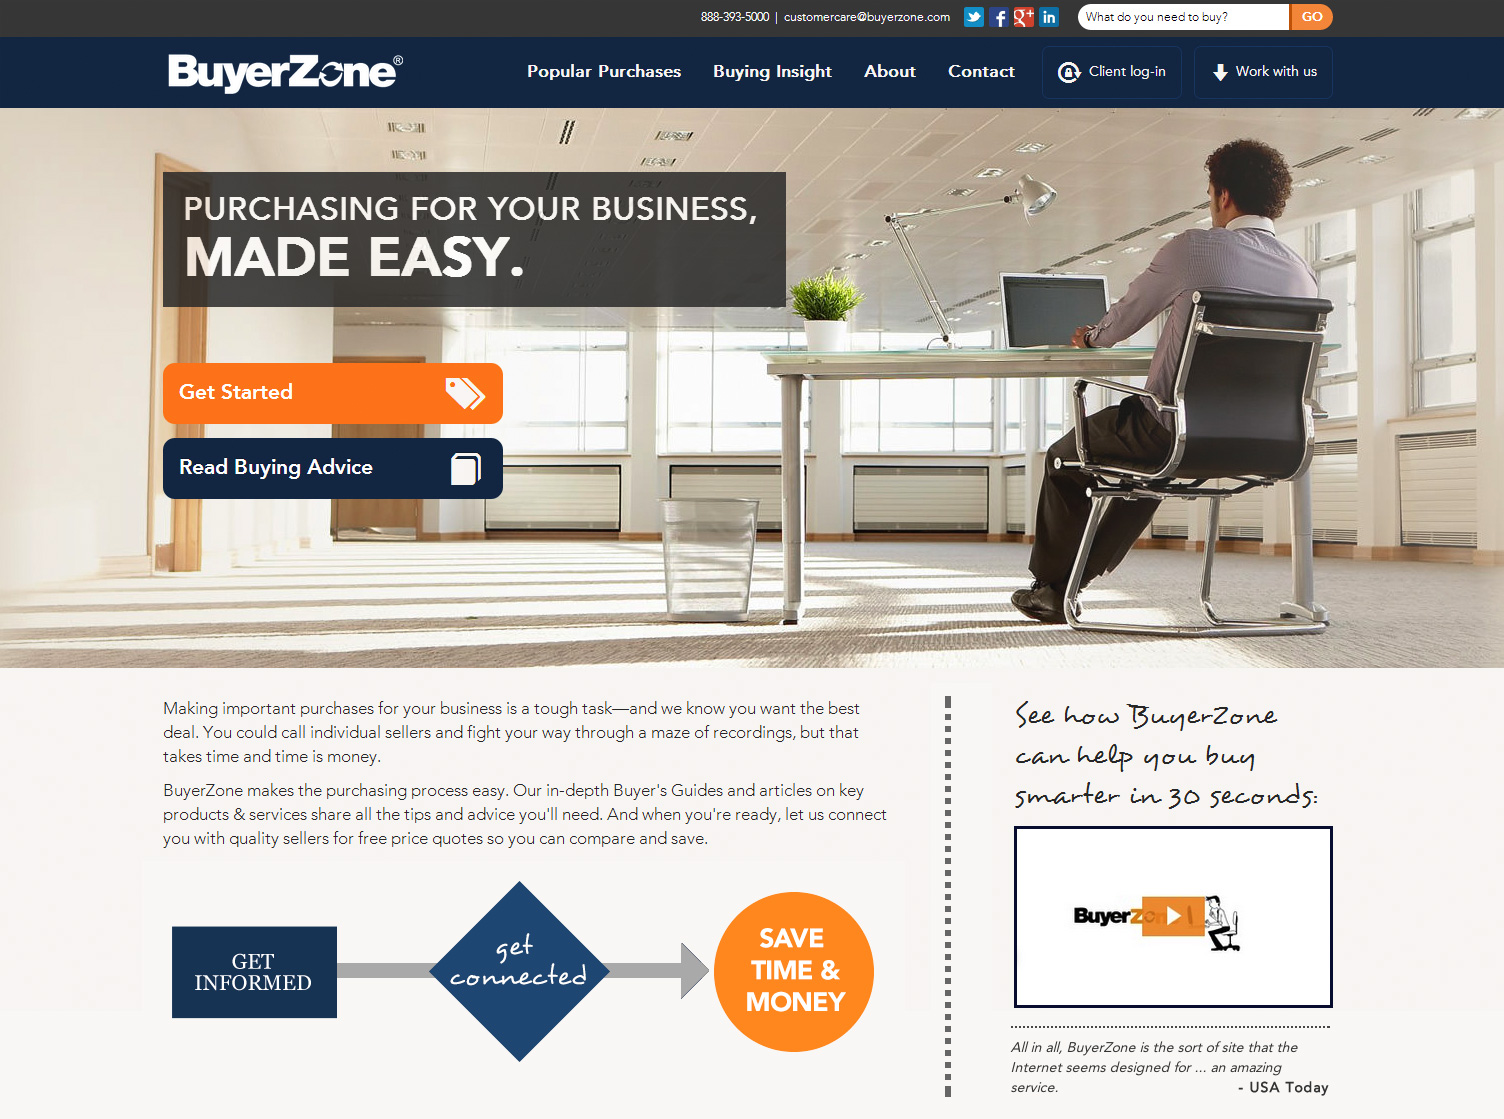 888-393-5000 | customercare@buyerzone.com
What do you need to buy?
GO
BuyerZone®
Popular Purchases
Buying Insight
About
Contact
Client log-in
Work with us
PURCHASING FOR YOUR BUSINESS,
MADE EASY.
Get Started
Read Buying Advice
Making important purchases for your business is a tough task—and we know you want the best
deal. You could call individual sellers and fight your way through a maze of recordings, but that
takes time and time is money.
BuyerZone makes the purchasing process easy. Our in-depth Buyer's Guides and articles on key
products & services share all the tips and advice you'll need. And when you're ready, let us connect
you with quality sellers for free price quotes so you can compare and save.
GET
INFORMED
get
connected
SAVE
TIME &
MONEY
See how BuyerZone
can help you buy
smarter in 30 seconds:
BuyerZone
All in all, BuyerZone is the sort of site that the
Internet seems designed for ... an amazing
service.
- USA Today